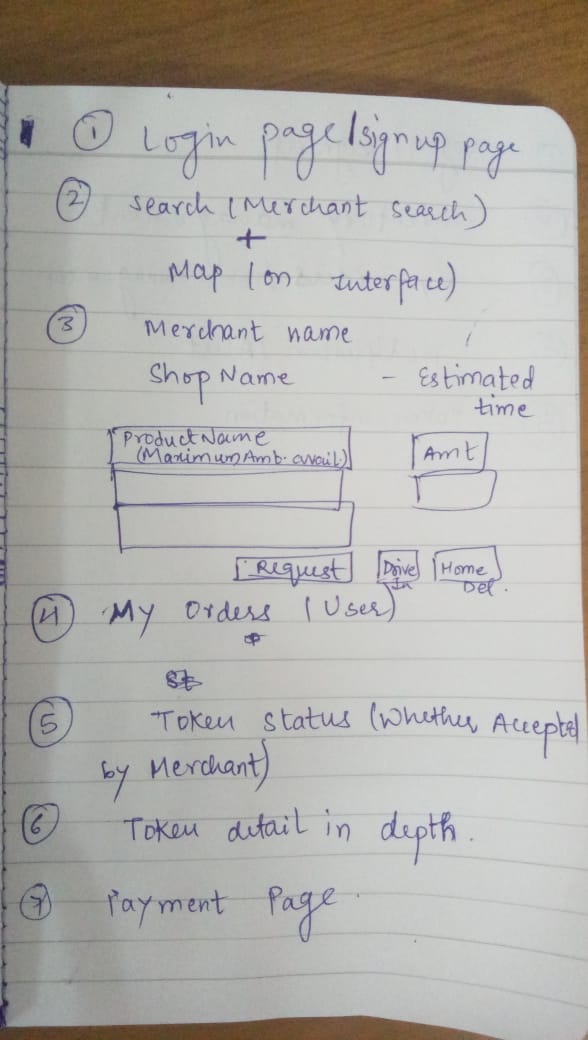 ① Login page/signup page
② Search (Merchant search)
+
Map (on Interface)
③ Merchant name
Shop Name - Estimated
time
Product Name
(Maximum Amt. avail.) Amt
Request Drive In Home Del.
④ My Orders (User)
⑤ Token status (Whether Accepted
by Merchant)
⑥ Token detail in depth.
⑦ Payment Page.